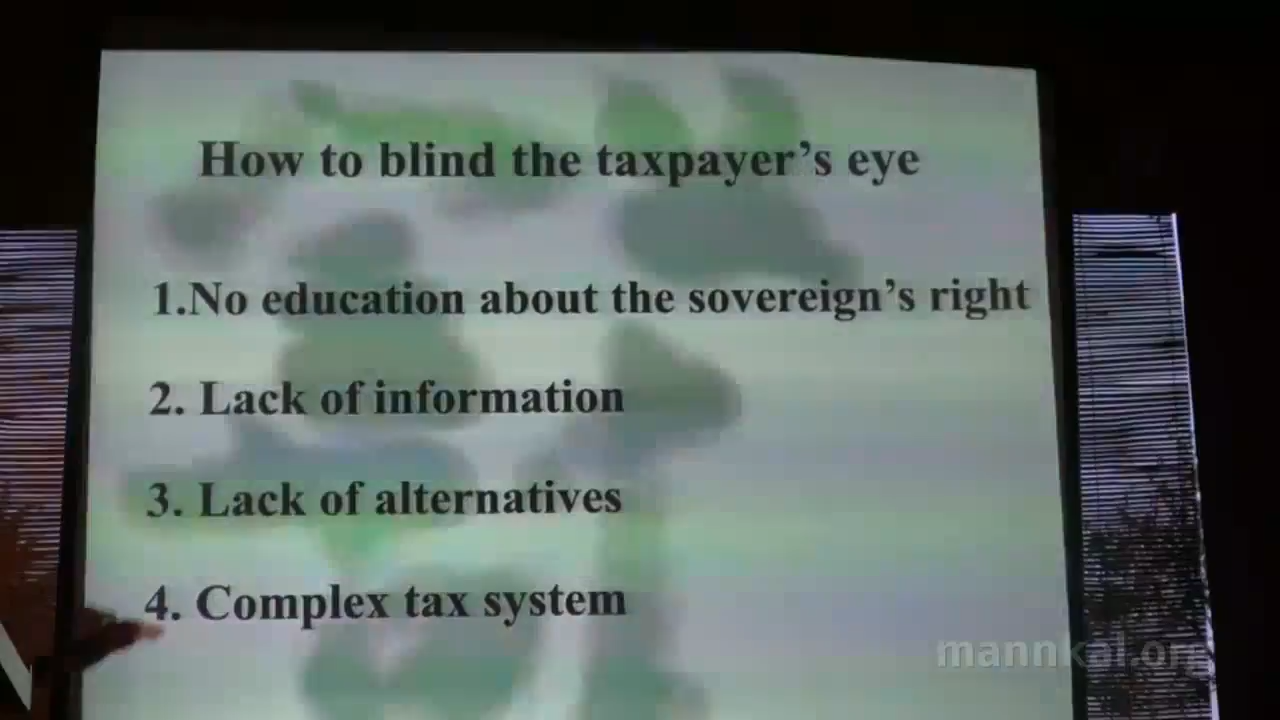 How to blind the taxpayer’s eye
1.No education about the sovereign’s right
2. Lack of information
3. Lack of alternatives
4. Complex tax system
mannkal.org